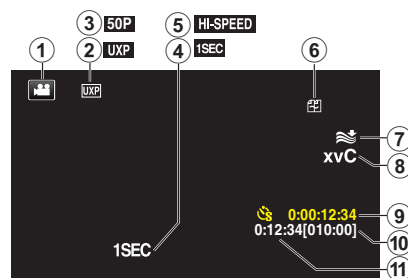 3 50P 5 HI-SPEED
1 2 UXP 4 1SEC 6
UXP
7
xvC 8
0:00:12:34 9
0:12:34[010:00] 10
1SEC
11